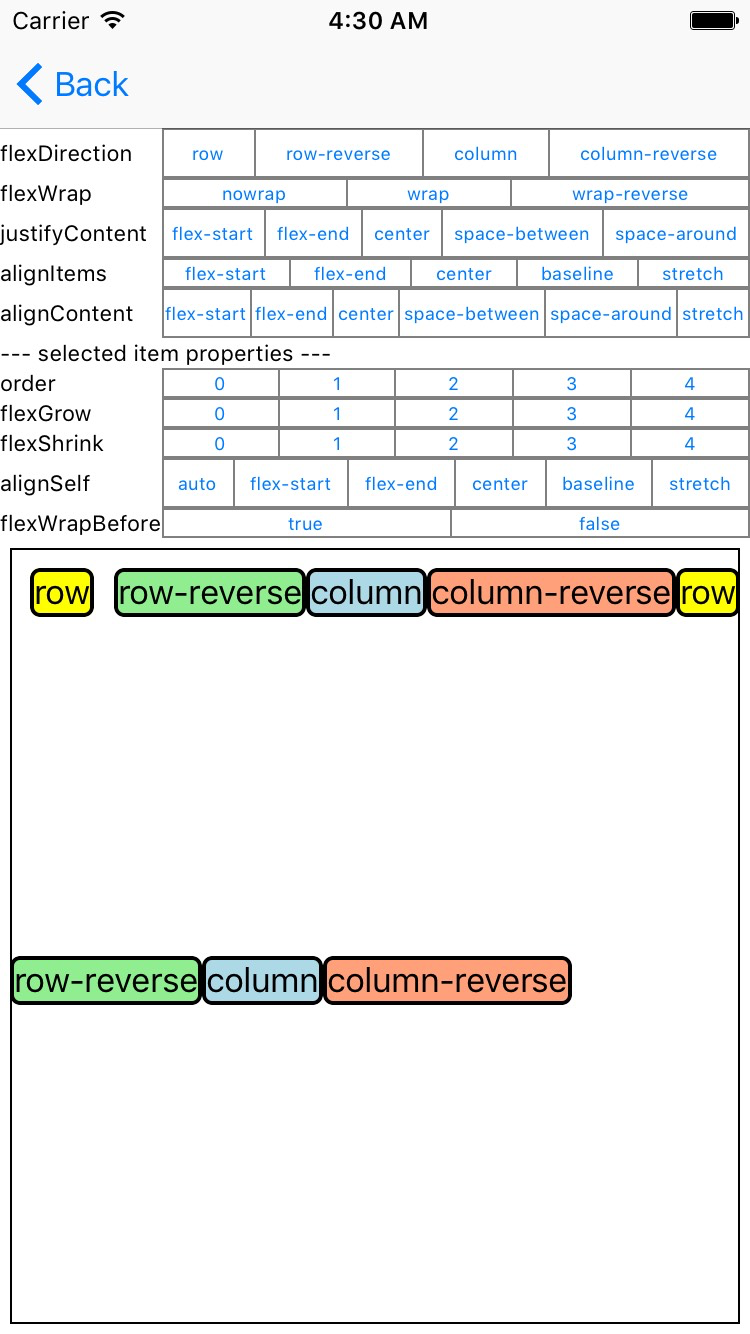 Carrier 4:30 AM
Back
flexDirection row row-reverse column column-reverse
flexWrap nowrap wrap wrap-reverse
justifyContent flex-start flex-end center space-between space-around
alignItems flex-start flex-end center baseline stretch
alignContent flex-start flex-end center space-between space-around stretch
--- selected item properties ---
order 0 1 2 3 4
flexGrow 0 1 2 3 4
flexShrink 0 1 2 3 4
alignSelf auto flex-start flex-end center baseline stretch
flexWrapBefore true false
row row-reverse column column-reverse row
row-reverse column column-reverse